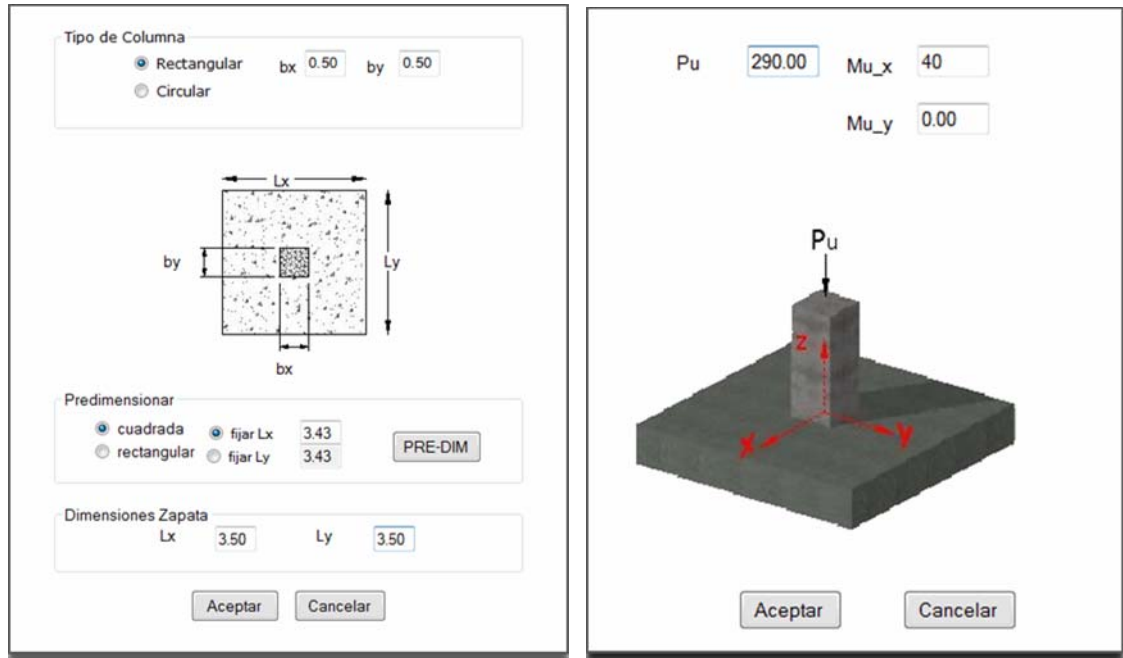 Tipo de Columna
Rectangular bx 0.50 by 0.50
Circular
Lx
by
Ly
bx
Predimensionar
cuadrada fijar Lx 3.43
rectangular fijar Ly 3.43
PRE-DIM
Dimensiones Zapata
Lx 3.50 Ly 3.50
Aceptar Cancelar
Pu 290.00 Mu_x 40
Mu_y 0.00
Pu
z
x
y
Aceptar Cancelar